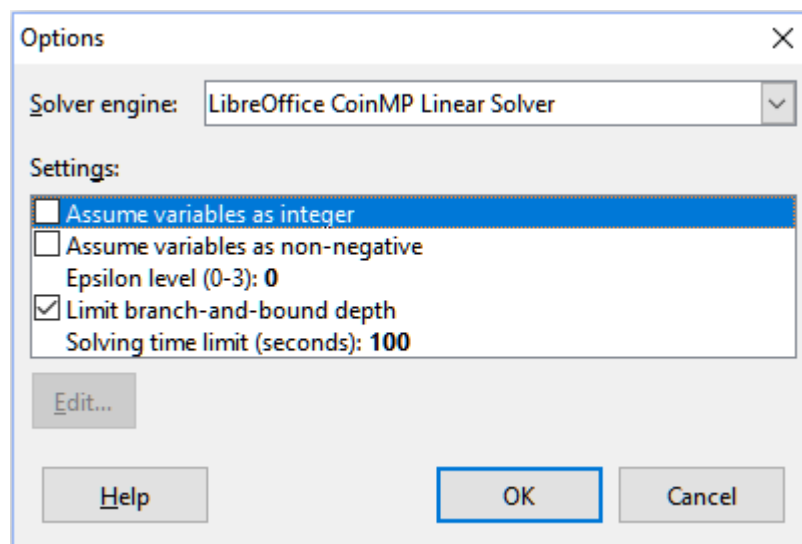 Options
Solver engine: LibreOffice CoinMP Linear Solver
Settings:
Assume variables as integer
Assume variables as non-negative
Epsilon level (0-3): 0
Limit branch-and-bound depth
Solving time limit (seconds): 100
Edit...
Help OK Cancel